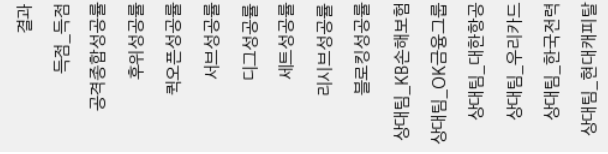 결과
득점_득점
공격종합성공률
후위성공률
퀵오픈성공률
서브성공률
디그성공률
세트성공률
리시브성공률
블로킹성공률
상대팀_KB손해보험
상대팀_OK금융그룹
상대팀_대한항공
상대팀_우리카드
상대팀_한국전력
상대팀_현대캐피탈